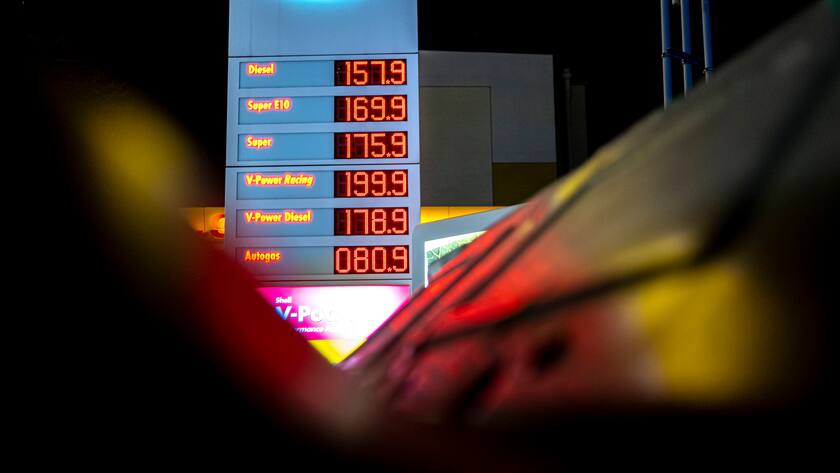 Diesel 157.9
Super E10 169.9
Super 175.9
V-Power Racing 199.9
V-Power Diesel 178.9
Autogas 080.9
Shell